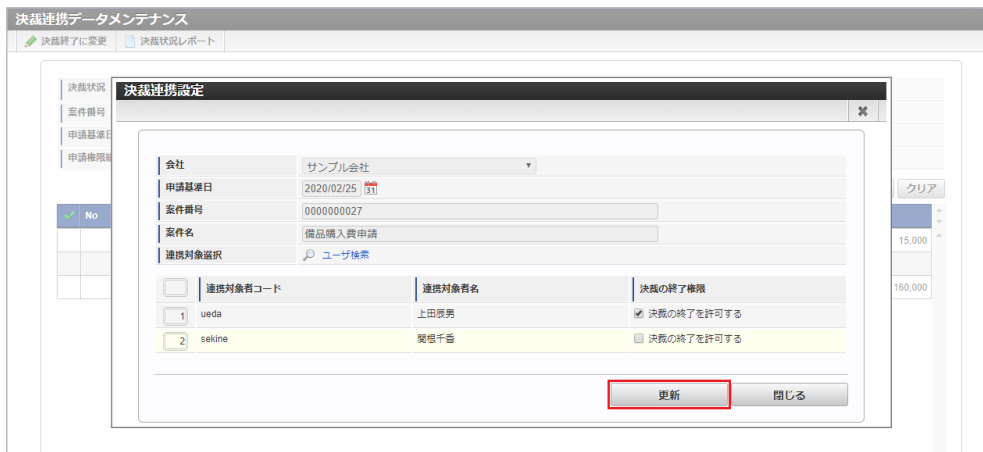 決裁連携データメンテナンス
決裁終了に変更 決裁状況レポート
決裁状況
案件番号
申請基準日
申請権限
クリア
No
15,000
160,000
決裁連携設定
会社 サンプル会社
申請基準日 2020/02/25 31
案件番号 0000000027
案件名 備品購入費申請
連携対象選択 ユーザ検索
連携対象者コード 連携対象者名 決裁の終了権限
1 ueda 上田辰男 決裁の終了を許可する
2 sekine 関根千香 決裁の終了を許可する
更新 閉じる